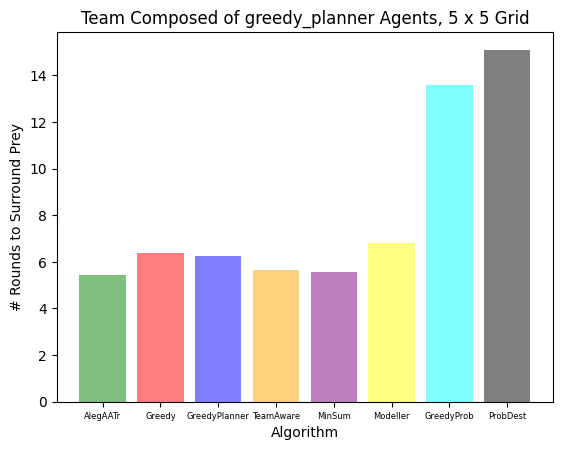 Team Composed of greedy_planner Agents, 5 x 5 Grid
# Rounds to Surround Prey
14
12
10
8
6
4
2
0
AlegAATr Greedy GreedyPlanner TeamAware MinSum Modeller GreedyProb ProbDest
Algorithm